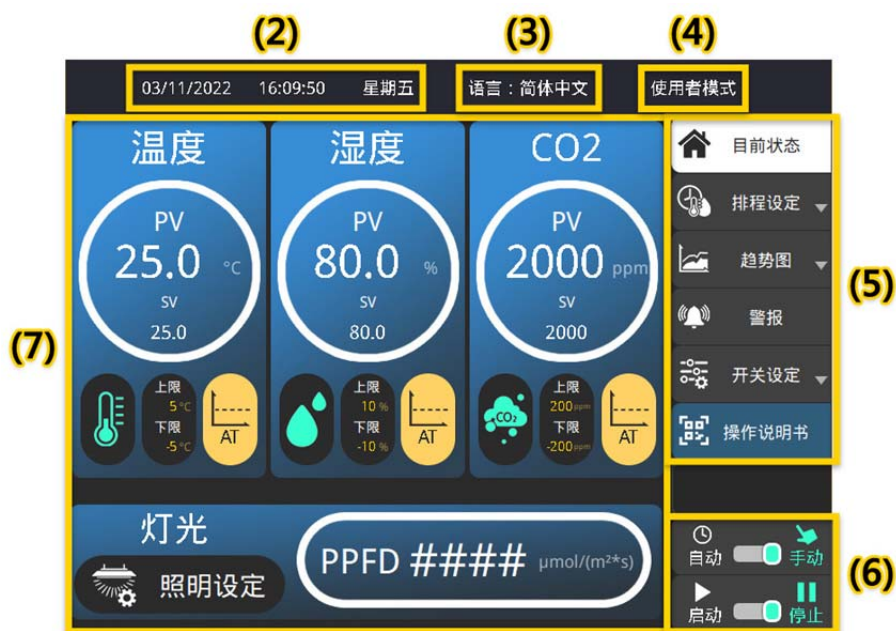 (2)
(3)
(4)
03/11/2022 16:09:50 星期五 语言：简体中文 使用者模式
温度
PV
25.0 °C
SV
25.0
上限
5°C
下限
-5°C
AT
湿度
PV
80.0 %
SV
80.0
上限
10 %
下限
-10 %
AT
CO2
PV
2000 ppm
SV
2000
CO₂
上限
200 ppm
下限
-200 ppm
AT
目前状态
排程设定
趋势图
警报
开关设定
操作说明书
(5)
(7)
灯光
照明设定
PPFD #### μmol/(m²*s)
自动 手动
启动 停止
(6)